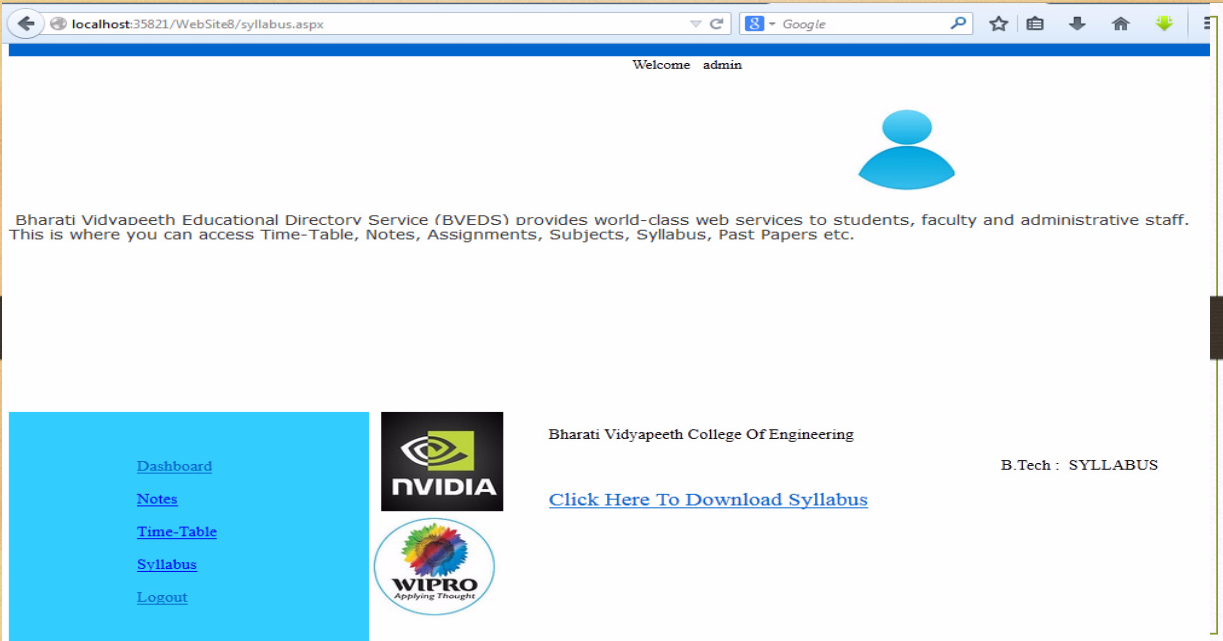 localhost:35821/WebSite8/syllabus.aspx
8 Google
Welcome admin
Bharati Vidyapeeth Educational Directory Service (BVEDS) provides world-class web services to students, faculty and administrative staff.
This is where you can access Time-Table, Notes, Assignments, Subjects, Syllabus, Past Papers etc.
Dashboard
Notes
Time-Table
Syllabus
Logout
NVIDIA
WIPRO
Applying Thought
Bharati Vidyapeeth College Of Engineering
B.Tech : SYLLABUS
Click Here To Download Syllabus